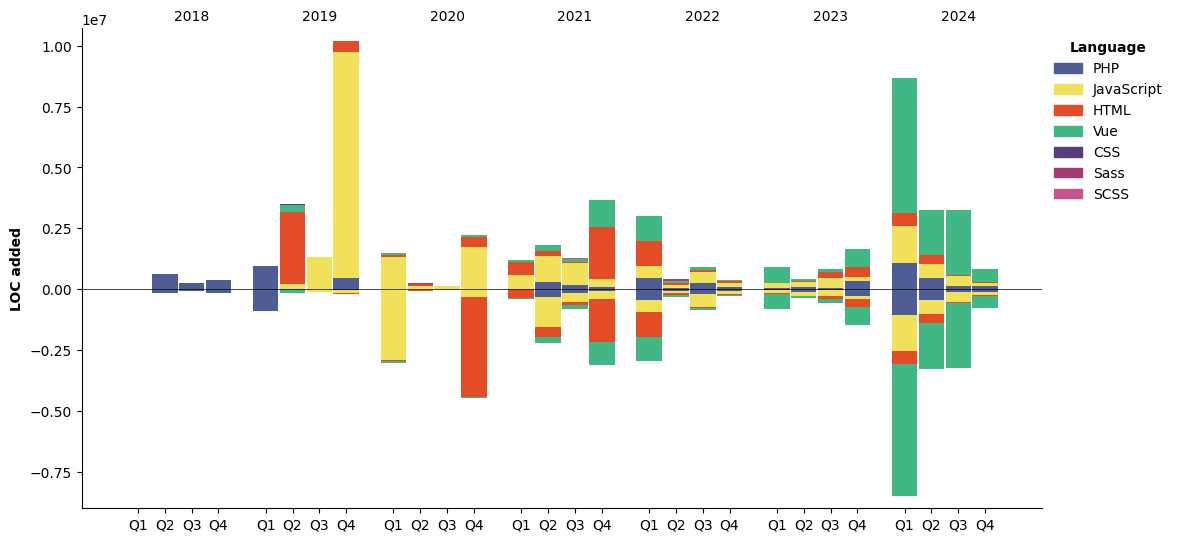 1e7
2018 2019 2020 2021 2022 2023 2024
1.00
0.75
0.50
0.25
0.00
−0.25
−0.50
−0.75
LOC added
Q1 Q2 Q3 Q4 Q1 Q2 Q3 Q4 Q1 Q2 Q3 Q4 Q1 Q2 Q3 Q4 Q1 Q2 Q3 Q4 Q1 Q2 Q3 Q4 Q1 Q2 Q3 Q4
Language
PHP
JavaScript
HTML
Vue
CSS
Sass
SCSS